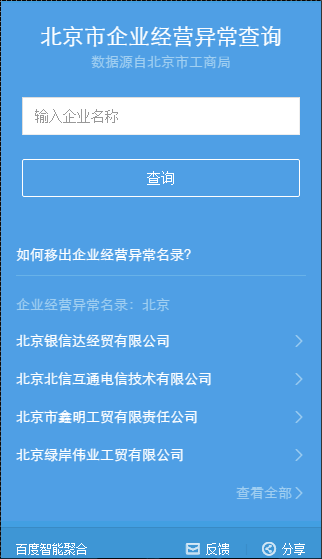 北京市企业经营异常查询
数据源自北京市工商局
输入企业名称
查询
如何移出企业经营异常名录?
企业经营异常名录：北京
北京银信达经贸有限公司
北京北信互通电信技术有限公司
北京市鑫明工贸有限责任公司
北京绿岸伟业工贸有限公司
查看全部
百度智能聚合 反馈 分享